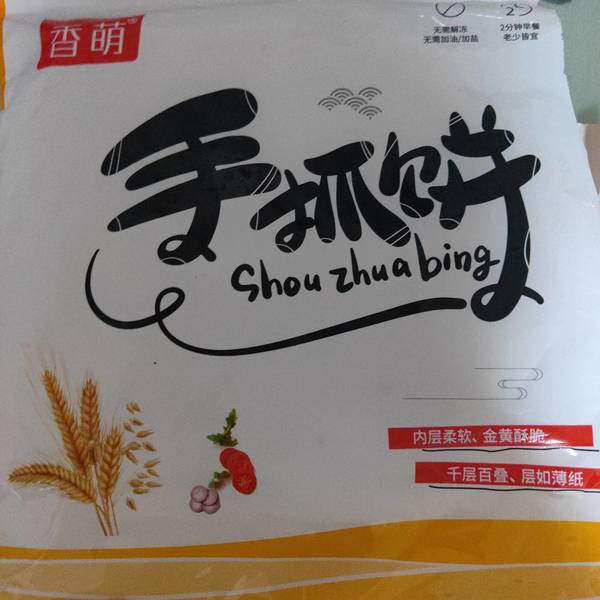 香萌®
无需解冻
无需加油/加盐
2分钟早餐
老少皆宜
手抓饼
Shou zhua bing
内层柔软、金黄酥脆
千层百叠、层如薄纸